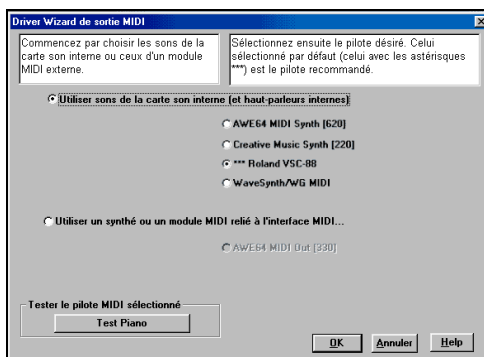 Driver Wizard de sortie MIDI
Commencez par choisir les sons de la
carte son interne ou ceux d'un module
MIDI externe.
Sélectionnez ensuite le pilote désiré. Celui
sélectionné par défaut (celui avec les astérisques
***) est le pilote recommandé.
Utiliser sons de la carte son interne (et haut-parleurs internes)
AWE64 MIDI Synth [620]
Creative Music Synth [220]
*** Roland VSC-88
WaveSynth/WG MIDI
Utiliser un synthé ou un module MIDI relié à l'interface MIDI...
AWE64 MIDI Out [330]
Tester le pilote MIDI sélectionné
Test Piano
OK
Annuler
Help